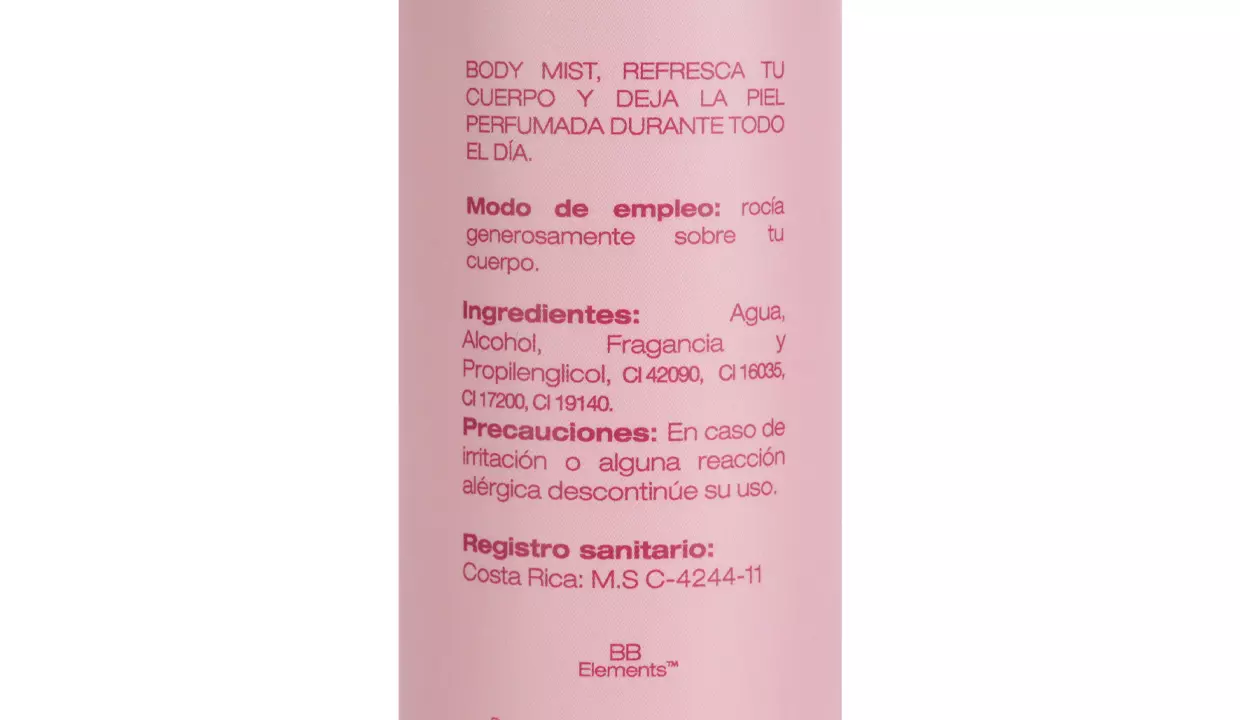 BODY MIST, REFRESCA TU
CUERPO Y DEJA LA PIEL
PERFUMADA DURANTE TODO
EL DÍA.
Modo de empleo: rocía
generosamente sobre tu
cuerpo.
Ingredientes: Agua,
Alcohol, Fragancia y
Propilenglicol, CI 42090, CI 16035,
CI 17200, CI 19140.
Precauciones: En caso de
irritación o alguna reacción
alérgica descontinúe su uso.
Registro sanitario:
Costa Rica: M.S C-4244-11
BB
Elements™